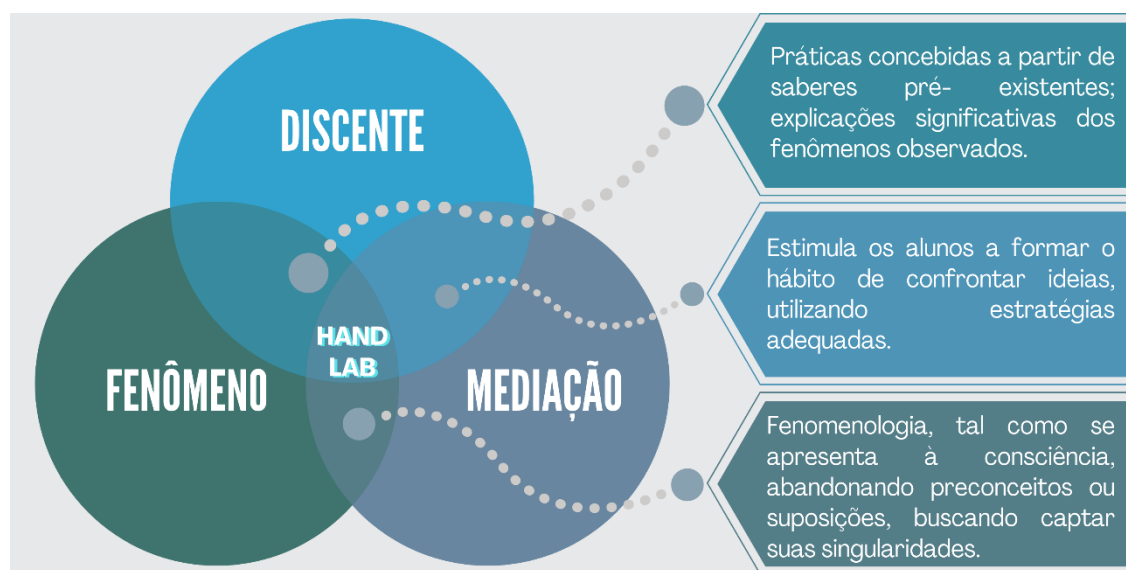 DISCENTE
FENÔMENO
HAND
LAB
MEDIAÇÃO
Práticas concebidas a partir de
saberes pré- existentes;
explicações significativas dos
fenômenos observados.
Estimula os alunos a formar o
hábito de confrontar ideias,
utilizando estratégias
adequadas.
Fenomenologia, tal como se
apresenta à consciência,
abandonando preconceitos ou
suposições, buscando captar
suas singularidades.